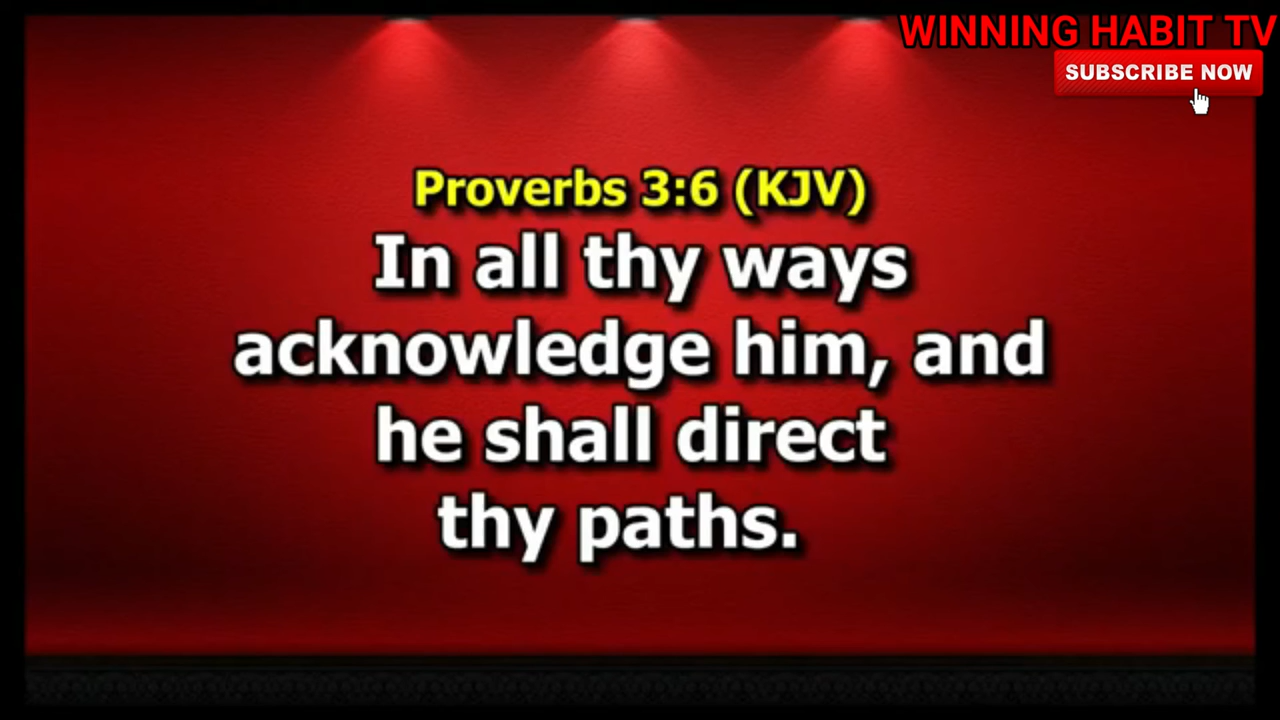 WINNING HABIT TV
SUBSCRIBE NOW
Proverbs 3:6 (KJV)
In all thy ways
acknowledge him, and
he shall direct
thy paths.